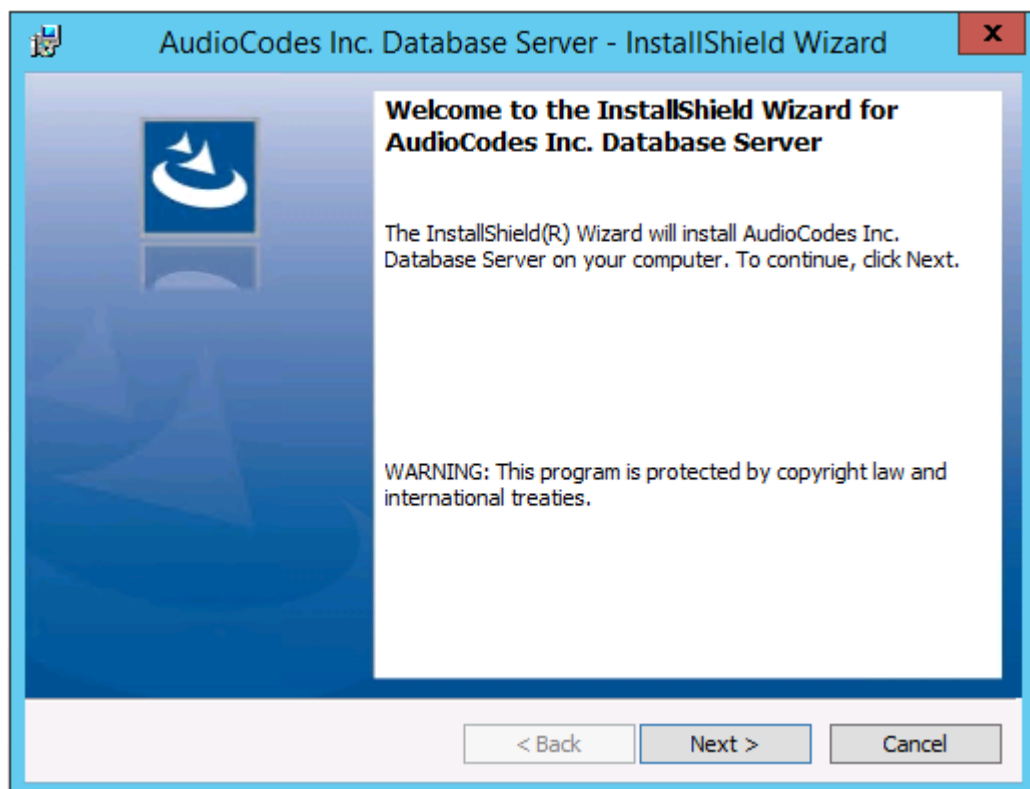 AudioCodes Inc. Database Server - InstallShield Wizard
x
Welcome to the InstallShield Wizard for
AudioCodes Inc. Database Server
The InstallShield(R) Wizard will install AudioCodes Inc.
Database Server on your computer. To continue, click Next.
WARNING: This program is protected by copyright law and
international treaties.
< Back
Next >
Cancel